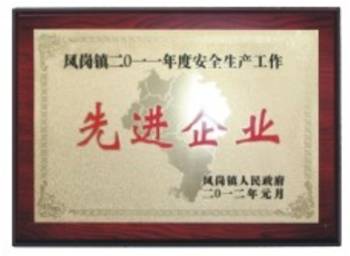 凤岗镇二〇一一年度安全生产工作
先进企业
凤岗镇人民政府
二〇一二年元月